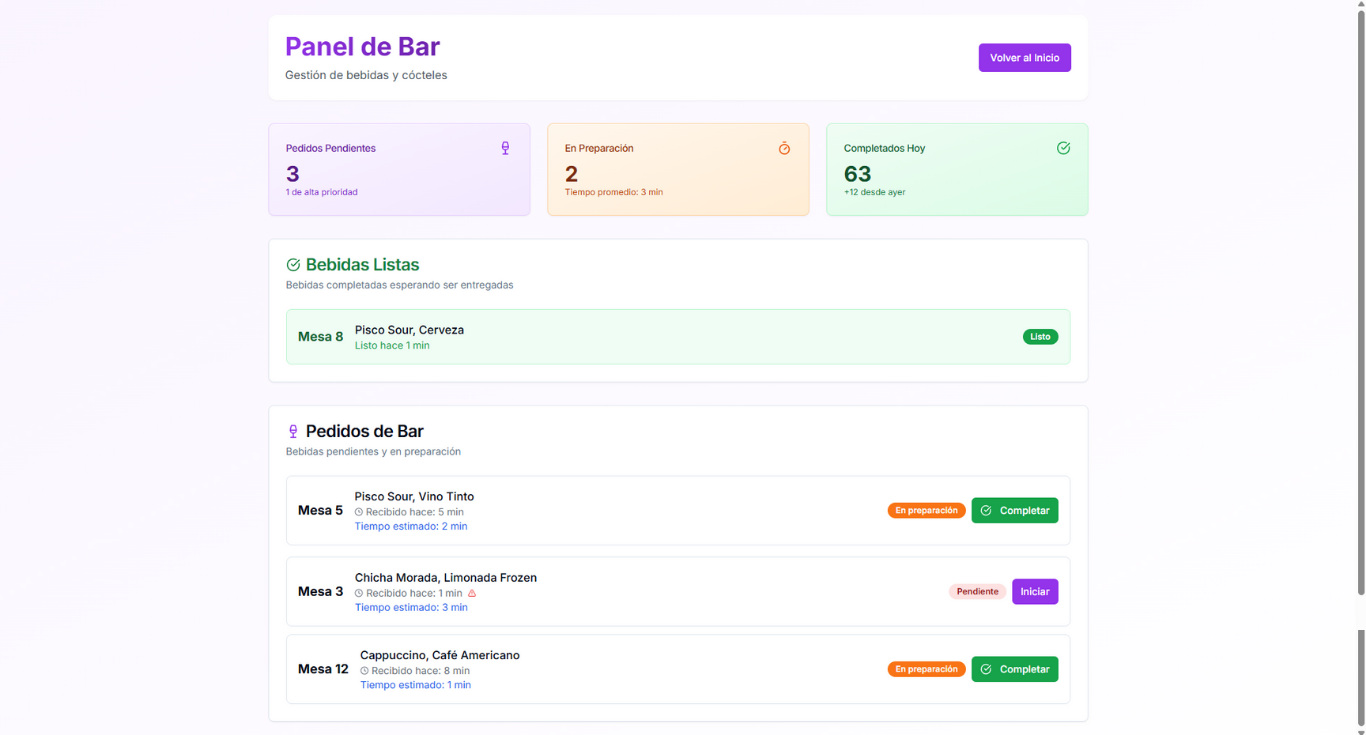 Panel de Bar
Gestión de bebidas y cócteles
Volver al Inicio
Pedidos Pendientes
3
1 de alta prioridad
En Preparación
2
Tiempo promedio: 3 min
Completados Hoy
63
+12 desde ayer
Bebidas Listas
Bebidas completadas esperando ser entregadas
Mesa 8
Pisco Sour, Cerveza
Listo hace 1 min
Listo
Pedidos de Bar
Bebidas pendientes y en preparación
Mesa 5
Pisco Sour, Vino Tinto
Recibido hace: 5 min
Tiempo estimado: 2 min
En preparación
Completar
Mesa 3
Chicha Morada, Limonada Frozen
Recibido hace: 1 min
Tiempo estimado: 3 min
Pendiente
Iniciar
Mesa 12
Cappuccino, Café Americano
Recibido hace: 8 min
Tiempo estimado: 1 min
En preparación
Completar